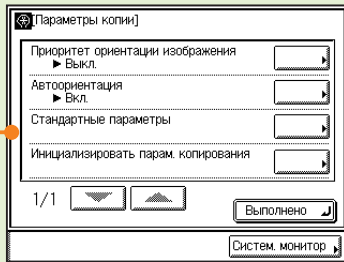 [Параметры копии]
Приоритет ориентации изображения
► Выкл.
Автоориентация
► Вкл.
Стандартные параметры
Инициализировать парам. копирования
1/1
Выполнено
Систем. монитор